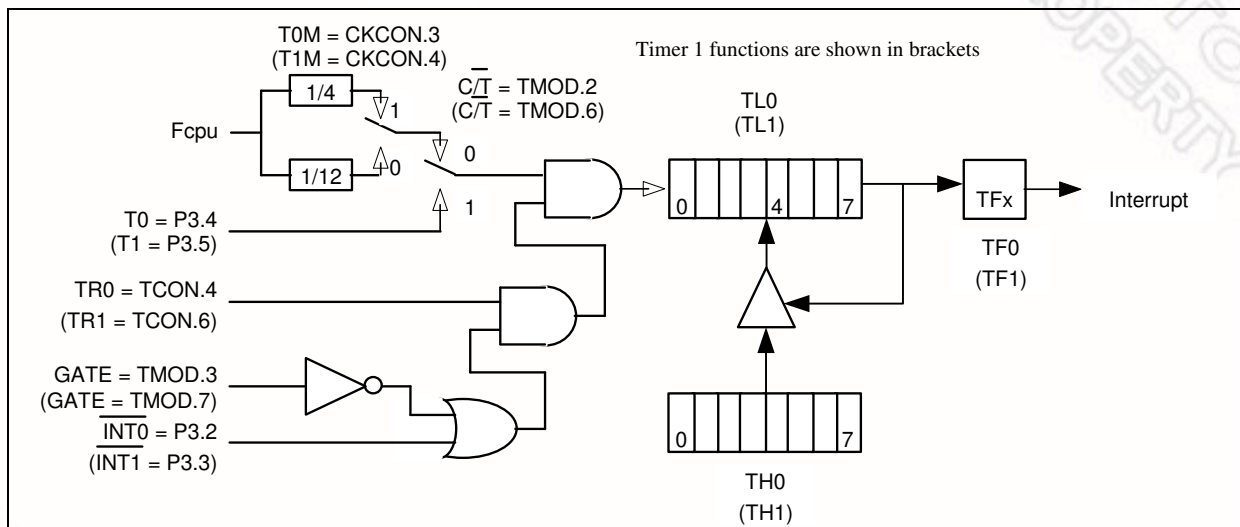 T0M = CKCON.3
(T1M = CKCON.4)
Timer 1 functions are shown in brackets
C/T̅ = TMOD.2
(C/T̅ = TMOD.6)
1/4
1
Fcpu
0
1/12
0
1
T0 = P3.4
(T1 = P3.5)
TL0
(TL1)
0 4 7
TFx
Interrupt
TF0
(TF1)
TR0 = TCON.4
(TR1 = TCON.6)
GATE = TMOD.3
(GATE = TMOD.7)
I̅N̅T̅0̅ = P3.2
(I̅N̅T̅1̅ = P3.3)
0 7
TH0
(TH1)
PROPERTY